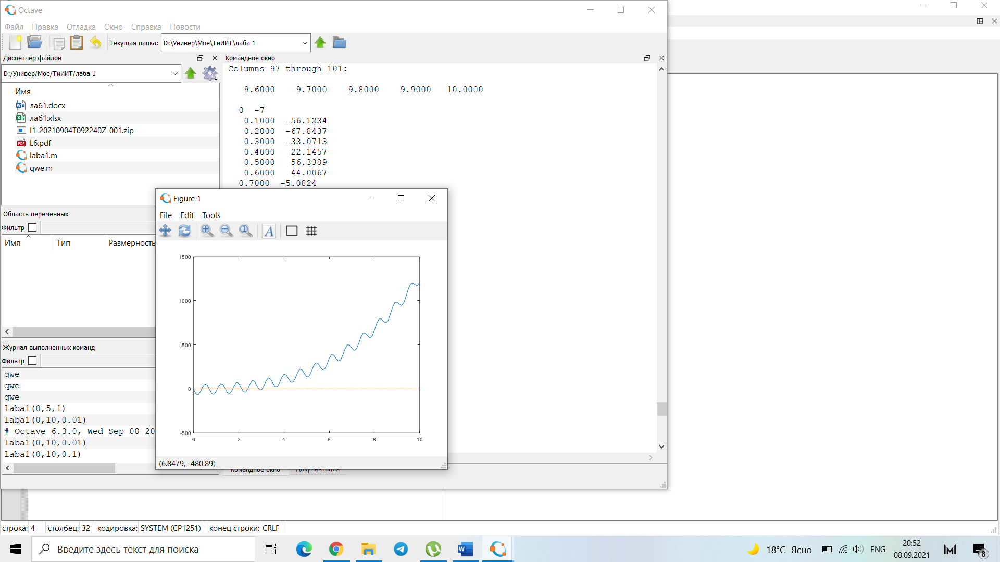 Octave
Файл Правка Отладка Окно Справка Новости
Текущая папка: D:\Универ\Мое\ТиИИТ\лаба 1
Диспетчер файлов
D:/Универ/Мое/ТиИИТ/лаба 1
Имя
лаб1.docx
лаб1.xlsx
l1-20210904T092240Z-001.zip
L6.pdf
laba1.m
qwe.m
Область переменных
Фильтр
Имя Тип Размерность
Журнал выполненных команд
Фильтр
qwe
qwe
qwe
laba1(0,5,1)
laba1(0,10,0.01)
# Octave 6.3.0, Wed Sep 08 20
laba1(0,10,0.01)
laba1(0,10,0.1)
Командное окно
Columns 97 through 101:
9.6000 9.7000 9.8000 9.9000 10.0000
0 -7
0.1000 -56.1234
0.2000 -67.8437
0.3000 -33.0713
0.4000 22.1457
0.5000 56.3389
0.6000 44.0067
0.7000 -5.0824
Figure 1
File Edit Tools
1500
1000
500
0
-500
0 2 4 6 8 10
(6.8479, -480.89)
Командное окно Документация
строка: 4 столбец: 32 кодировка: SYSTEM (CP1251) конец строки: CRLF
Введите здесь текст для поиска
18°C Ясно
ENG
20:52
08.09.2021
8